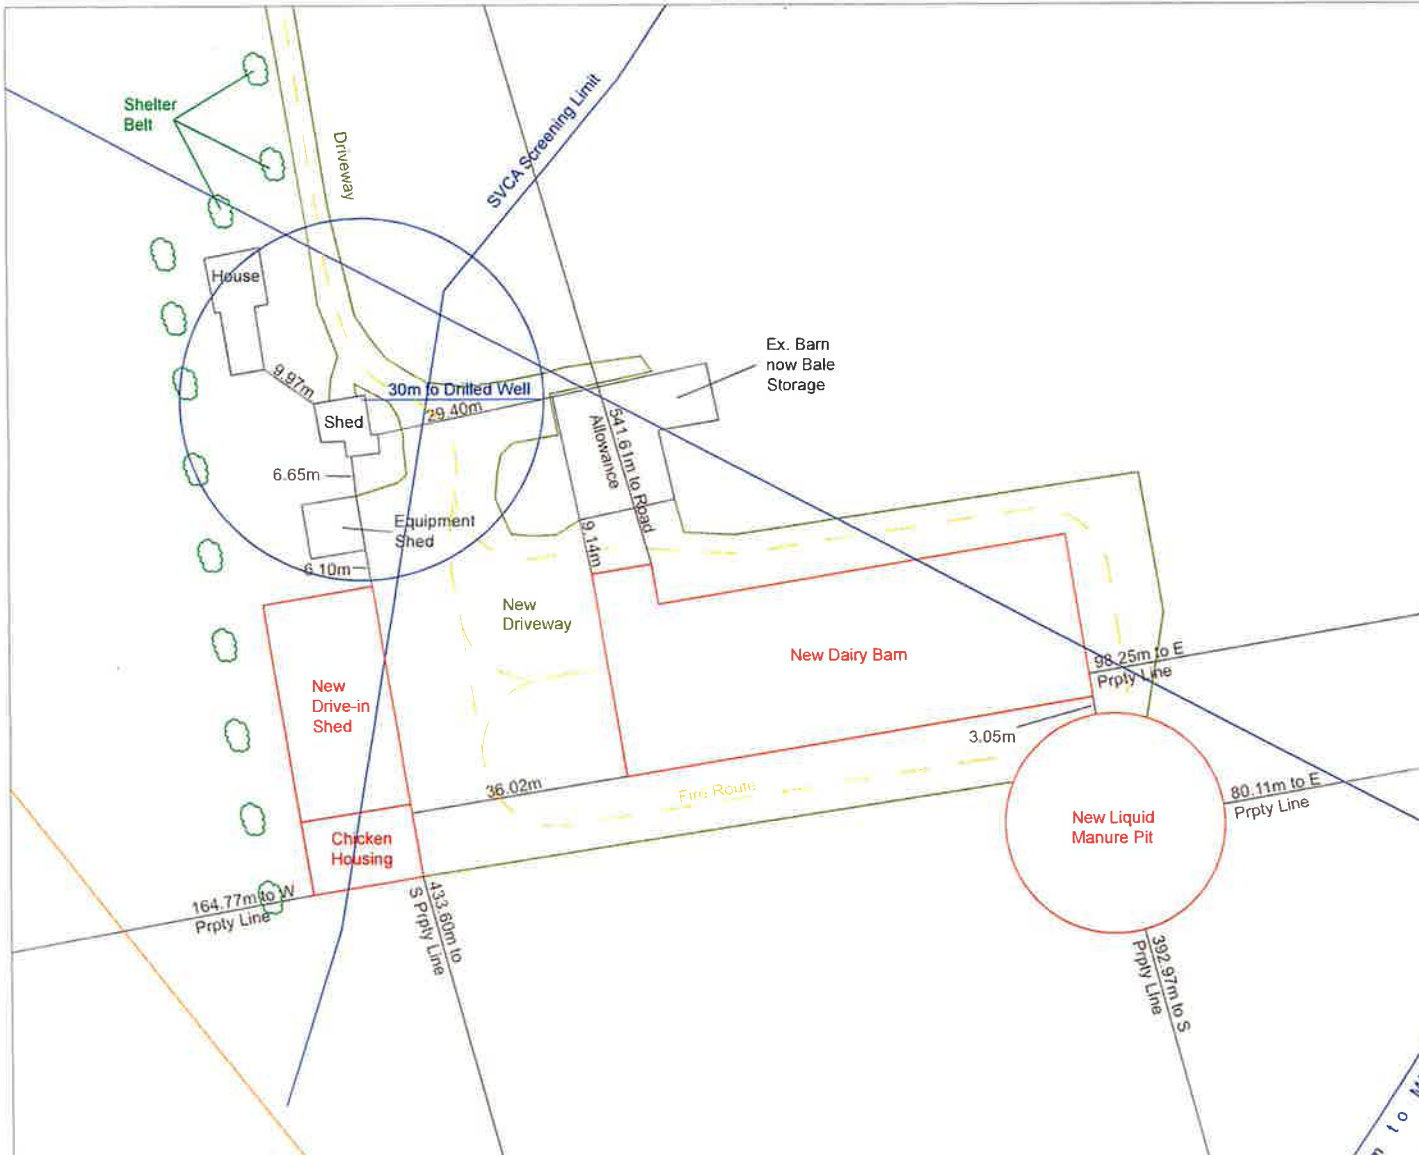 Shelter
Belt
Driveway
SVCA Screening Limit
House
Ex. Barn
now Bale
Storage
9.97m
30m to Drilled Well
29.40m
Shed
541.61m to Road
Allowance
6.65m
Equipment
Shed
9.14m
6.10m
New
Driveway
New Dairy Barn
98.25m to E
Prpty Line
New
Drive-in
Shed
3.05m
36.02m
Fire Route
80.11m to E
Prpty Line
New Liquid
Manure Pit
Chicken
Housing
164.77m to W
Prpty Line
433.60m to
S Prpty Line
392.97m to S
Prpty Line
to